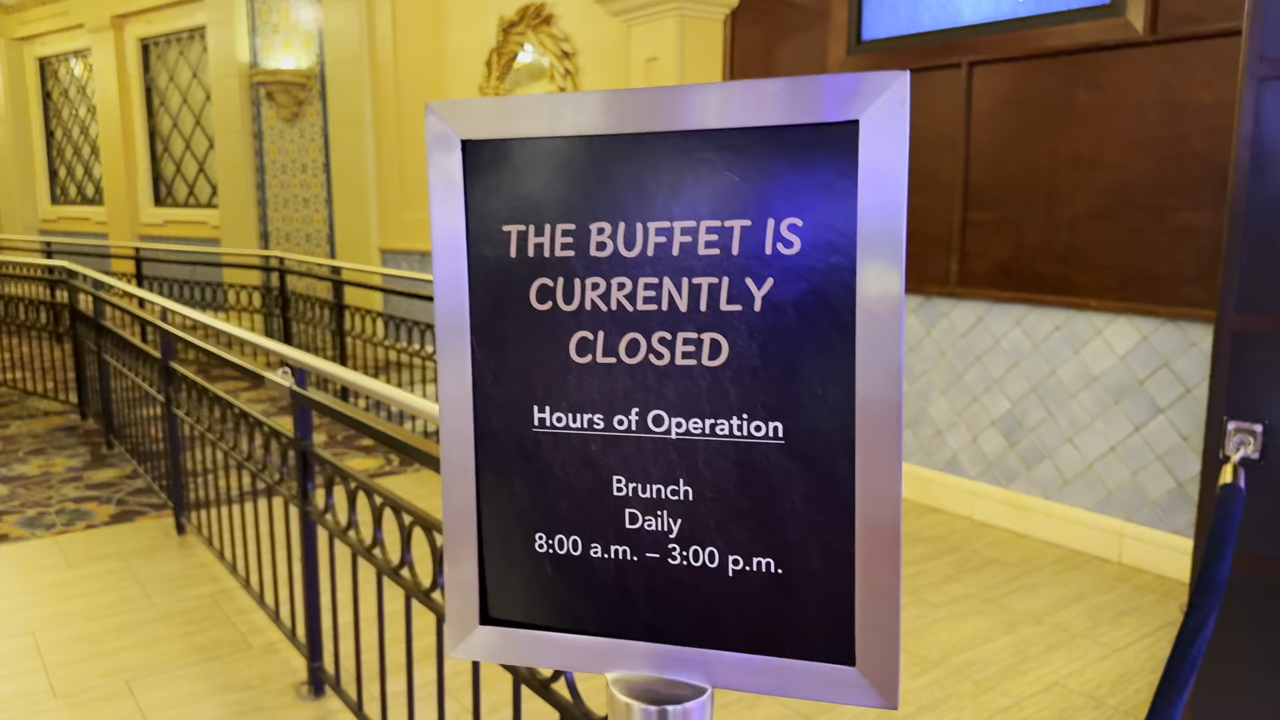 THE BUFFET IS
CURRENTLY
CLOSED
Hours of Operation
Brunch
Daily
8:00 a.m. – 3:00 p.m.